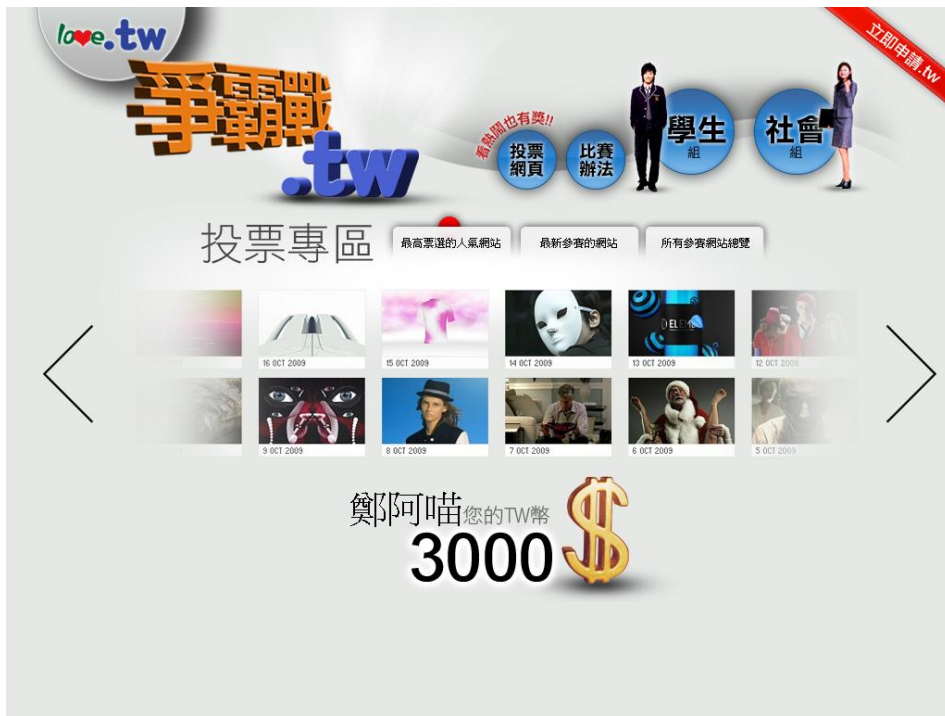 love.tw
立即申請.tw
爭霸戰
.tw
看熱鬧也有獎!!
投票
網頁
比賽
辦法
學生
組
社會
組
投票專區
最高票選的人氣網站
最新參賽的網站
所有參賽網站總覽
16 OCT 2009
15 OCT 2009
14 OCT 2009
ELEME
13 OCT 2009
12 OCT 2009
9 OCT 2009
8 OCT 2009
7 OCT 2009
6 OCT 2009
5 OCT 2009
鄭阿喵您的TW幣
3000
$